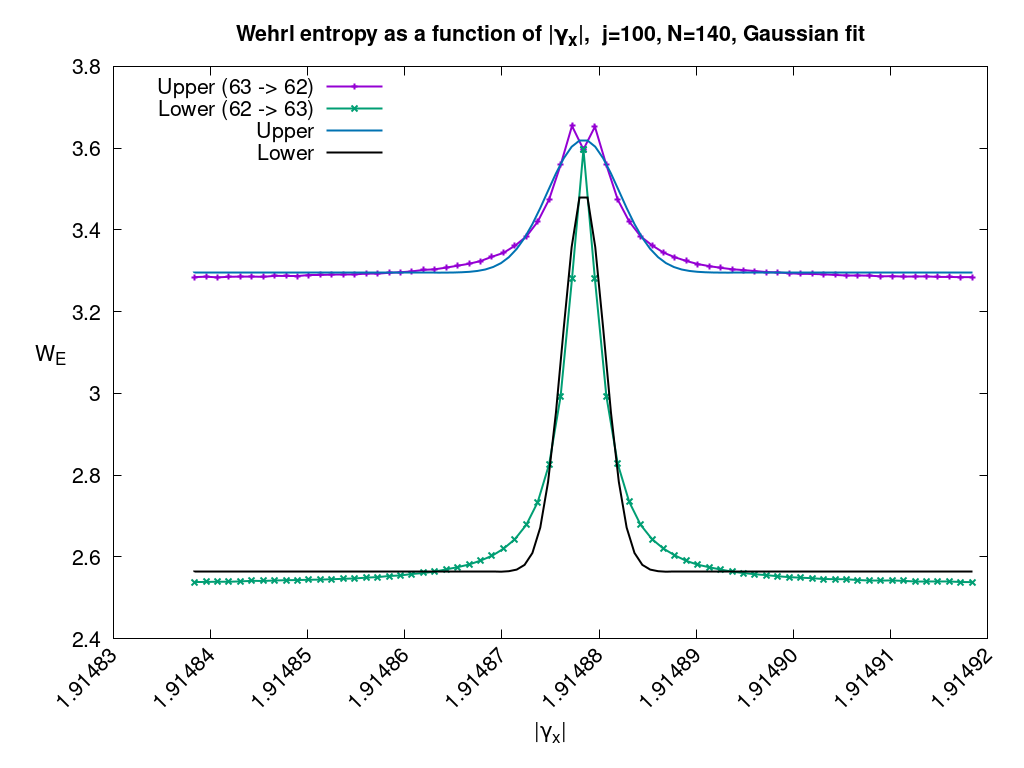 Wehrl entropy as a function of |γx|, j=100, N=140, Gaussian fit
Upper (63 -> 62)
Lower (62 -> 63)
Upper
Lower
3.8
3.6
3.4
3.2
3
2.8
2.6
2.4
WE
1.91483
1.91484
1.91485
1.91486
1.91487
1.91488
1.91489
1.91490
1.91491
1.91492
|γx|